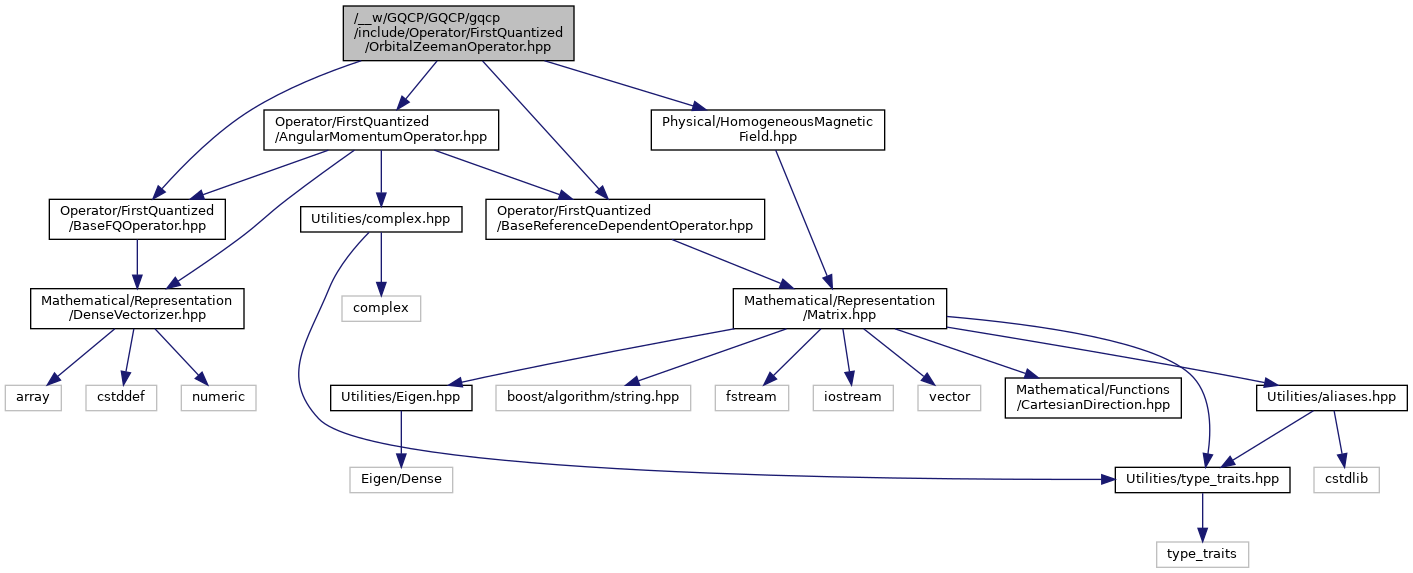 /__w/GQCP/GQCP/gqcp
/include/Operator/FirstQuantized
/OrbitalZeemanOperator.hpp
Operator/FirstQuantized
/AngularMomentumOperator.hpp
Physical/HomogeneousMagnetic
Field.hpp
Operator/FirstQuantized
/BaseFQOperator.hpp
Utilities/complex.hpp
Operator/FirstQuantized
/BaseReferenceDependentOperator.hpp
Mathematical/Representation
/DenseVectorizer.hpp
complex
Mathematical/Representation
/Matrix.hpp
array
cstddef
numeric
Utilities/Eigen.hpp
boost/algorithm/string.hpp
fstream
iostream
vector
Mathematical/Functions
/CartesianDirection.hpp
Utilities/aliases.hpp
Eigen/Dense
Utilities/type_traits.hpp
cstdlib
type_traits